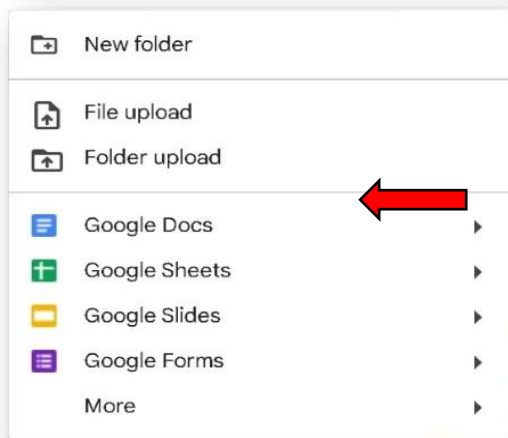 New folder
File upload
Folder upload
Google Docs
Google Sheets
Google Slides
Google Forms
More